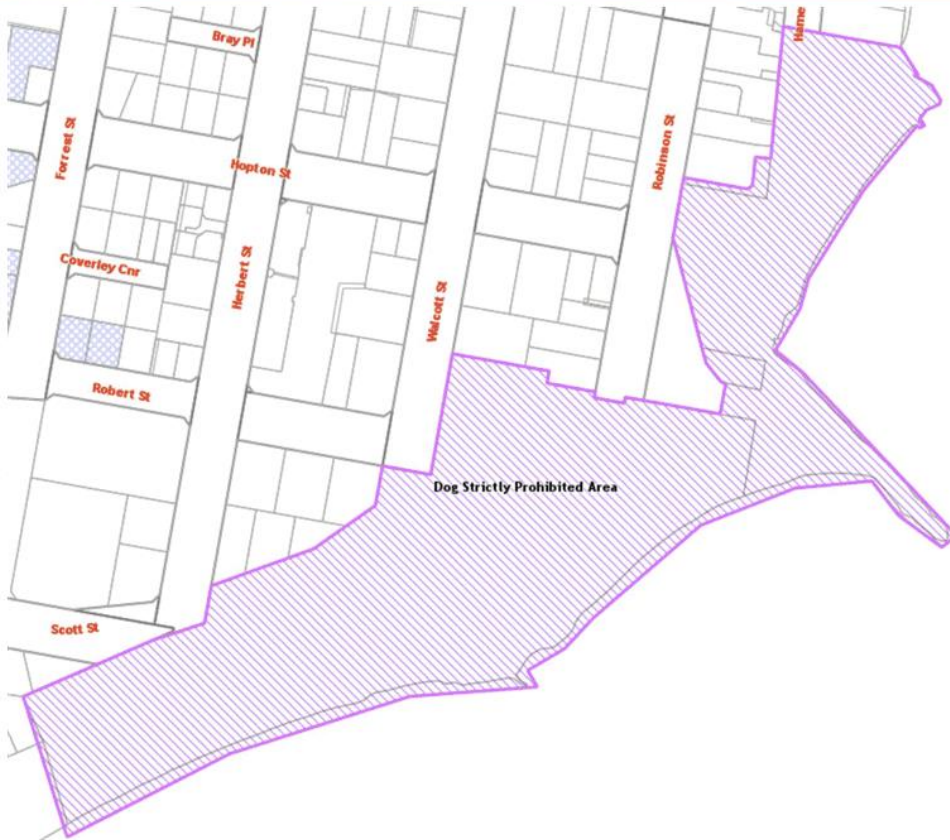 Hame
Bray Pl
Forrest St
Robinson St
Hopton St
Coverley Cnr
Herbert St
Walcott St
Robert St
Dog Strictly Prohibited Area
Scott St